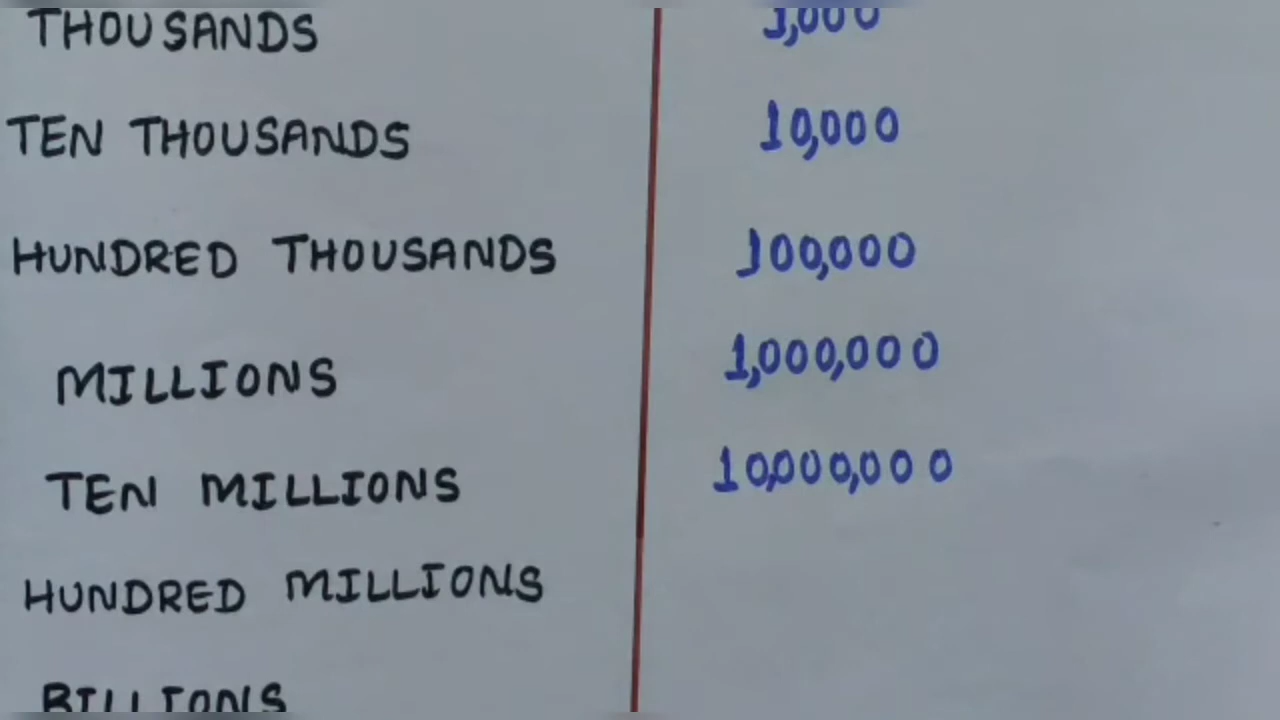 THOUSANDS 1,000
TEN THOUSANDS 10,000
HUNDRED THOUSANDS 100,000
MILLIONS 1,000,000
TEN MILLIONS 10,000,000
HUNDRED MILLIONS
BILLIONS